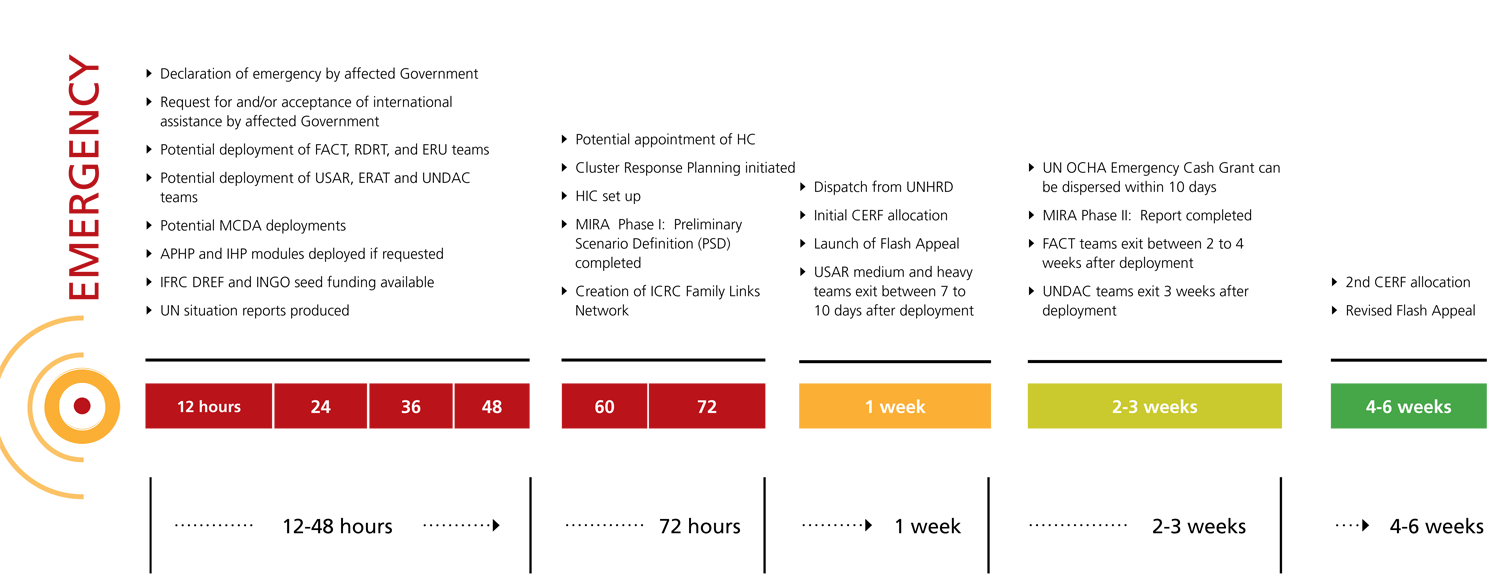 EMERGENCY
Declaration of emergency by affected Government
Request for and/or acceptance of international
assistance by affected Government
Potential deployment of FACT, RDRT, and ERU teams
Potential deployment of USAR, ERAT and UNDAC
teams
Potential MCDA deployments
APHP and IHP modules deployed if requested
IFRC DREF and INGO seed funding available
UN situation reports produced
Potential appointment of HC
Cluster Response Planning initiated
HIC set up
MIRA Phase I: Preliminary
Scenario Definition (PSD)
completed
Creation of ICRC Family Links
Network
Dispatch from UNHRD
Initial CERF allocation
Launch of Flash Appeal
USAR medium and heavy
teams exit between 7 to
10 days after deployment
UN OCHA Emergency Cash Grant can
be dispersed within 10 days
MIRA Phase II: Report completed
FACT teams exit between 2 to 4
weeks after deployment
UNDAC teams exit 3 weeks after
deployment
2nd CERF allocation
Revised Flash Appeal
12 hours 24 36 48 60 72 1 week 2-3 weeks 4-6 weeks
12-48 hours 72 hours 1 week 2-3 weeks 4-6 weeks